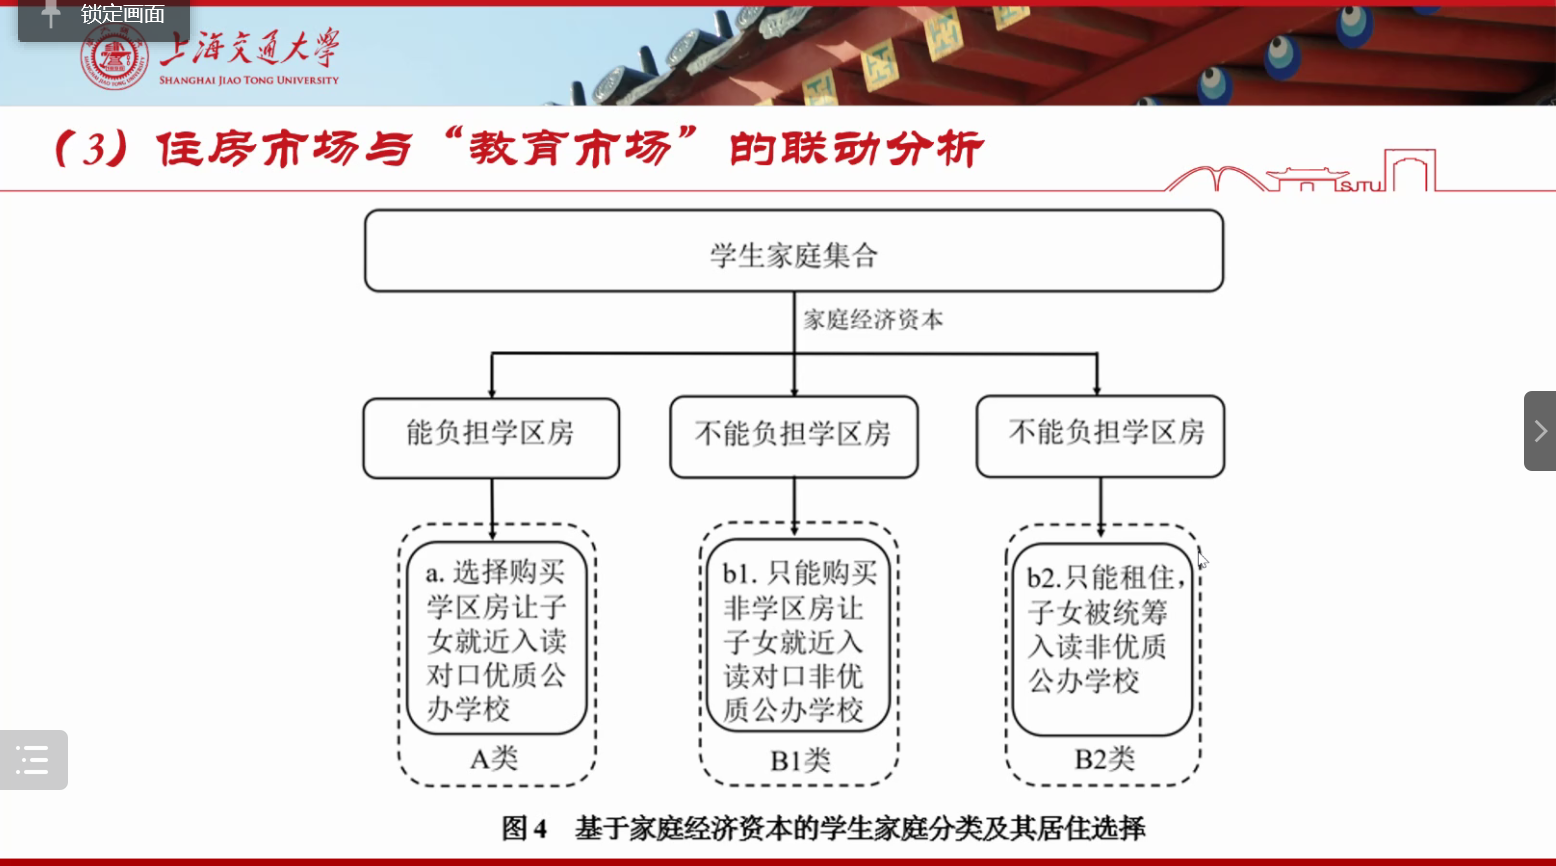 锁定画面
上海交通大学
SHANGHAI JIAO TONG UNIVERSITY
（3）住房市场与“教育市场”的联动分析
SJTU
学生家庭集合
家庭经济资本
能负担学区房
不能负担学区房
不能负担学区房
a. 选择购买
学区房让子
女就近入读
对口优质公
办学校
A类
b1. 只能购买
非学区房让
子女就近入
读对口非优
质公办学校
B1类
b2.只能租住，
子女被统筹
入读非优质
公办学校
B2类
图 4 基于家庭经济资本的学生家庭分类及其居住选择